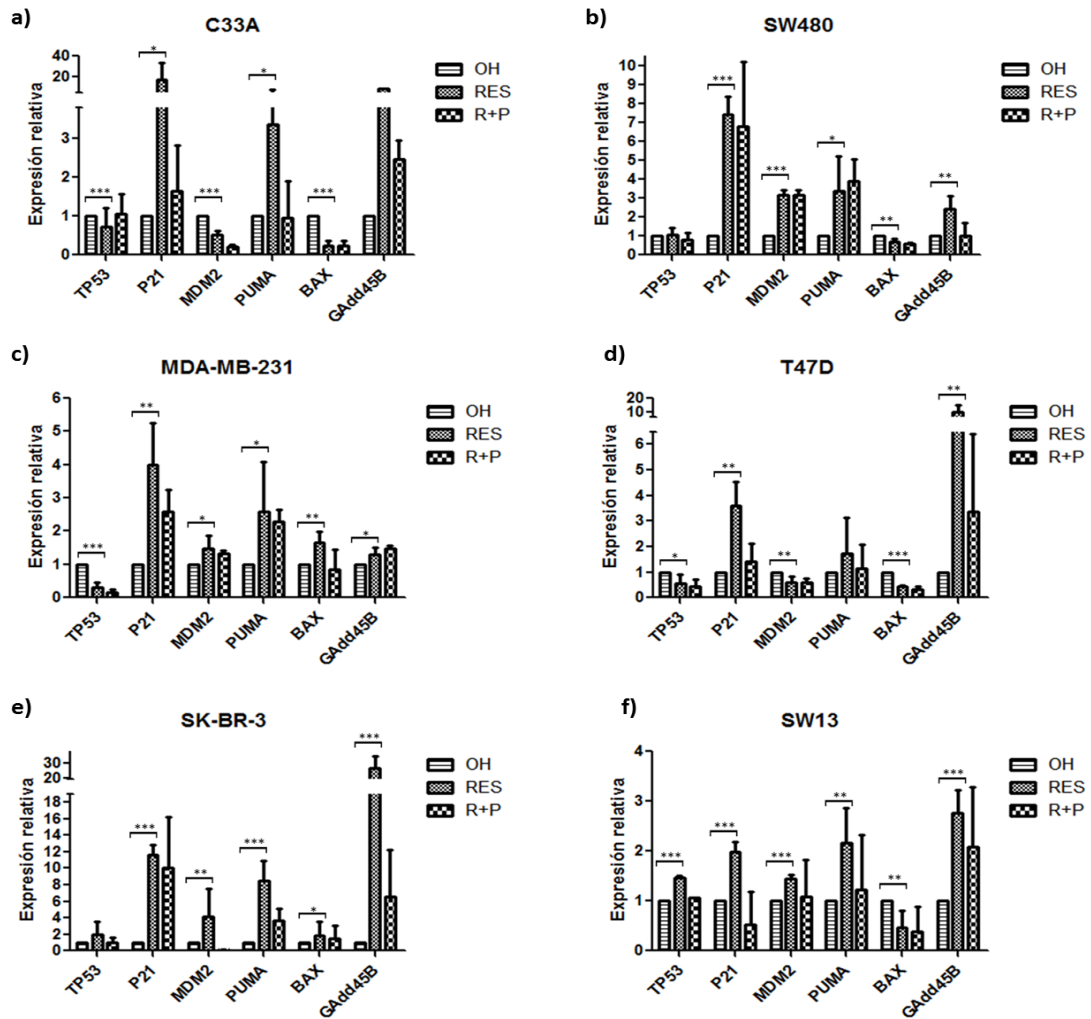 a)
C33A
Expresión relativa
40
20
3
2
1
0
*
*
***
***
***
TP53
P21
MDM2
PUMA
BAX
GAdd45B
OH
RES
R+P
b)
SW480
Expresión relativa
10
9
8
7
6
5
4
3
2
1
0
***
***
*
**
**
TP53
P21
MDM2
PUMA
BAX
GAdd45B
OH
RES
R+P
c)
MDA-MB-231
Expresión relativa
6
5
4
3
2
1
0
***
**
*
*
**
*
TP53
P21
MDM2
PUMA
BAX
GAdd45B
OH
RES
R+P
d)
T47D
Expresión relativa
20
10
6
5
4
3
2
1
0
*
**
**
***
**
TP53
P21
MDM2
PUMA
BAX
GAdd45B
OH
RES
R+P
e)
SK-BR-3
Expresión relativa
30
20
18
16
14
12
10
8
6
4
2
0
***
**
***
*
***
TP53
P21
MDM2
PUMA
BAX
GAdd45B
OH
RES
R+P
f)
SW13
Expresión relativa
4
3
2
1
0
***
***
***
**
**
***
TP53
P21
MDM2
PUMA
BAX
GAdd45B
OH
RES
R+P